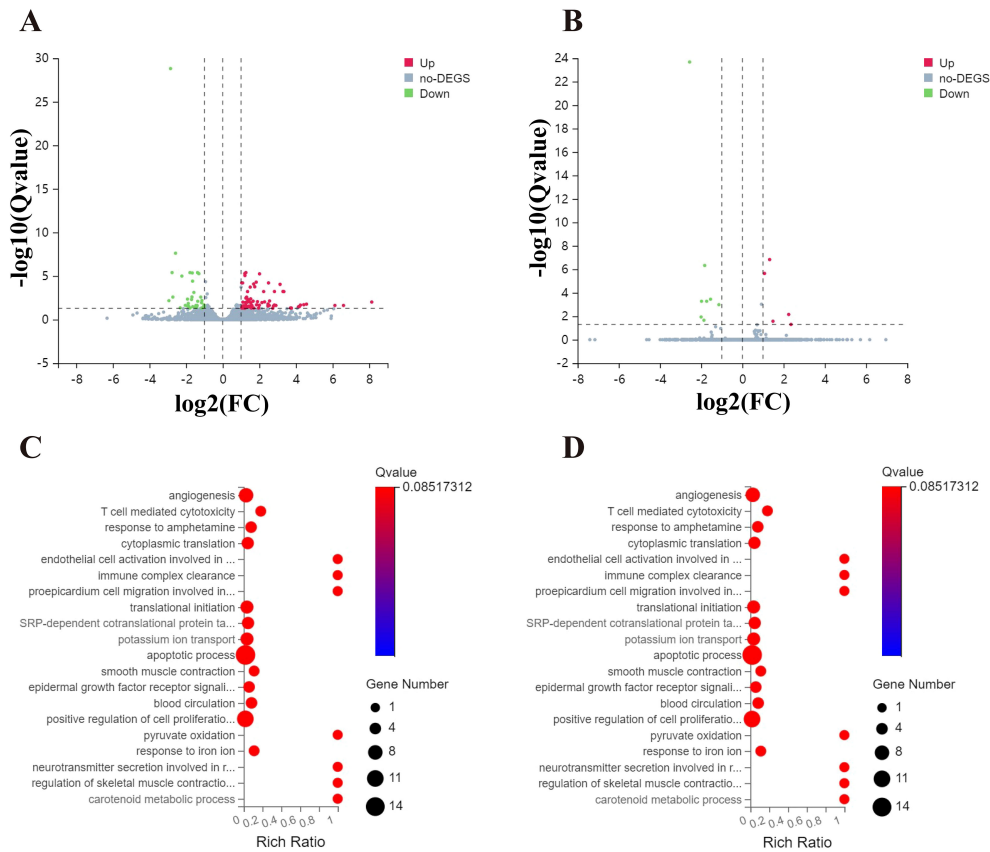 A
30
25
20
15
10
5
0
-5
-8 -6 -4 -2 0 2 4 6 8
-log10(Qvalue)
log2(FC)
Up
no-DEGS
Down
B
24
22
20
18
16
14
12
10
8
6
4
2
0
-2
-8 -6 -4 -2 0 2 4 6 8
-log10(Qvalue)
log2(FC)
Up
no-DEGS
Down
C
angiogenesis
T cell mediated cytotoxicity
response to amphetamine
cytoplasmic translation
endothelial cell activation involved in ...
immune complex clearance
proepicardium cell migration involved in...
translational initiation
SRP-dependent cotranslational protein ta...
potassium ion transport
apoptotic process
smooth muscle contraction
epidermal growth factor receptor signali...
blood circulation
positive regulation of cell proliferatio...
pyruvate oxidation
response to iron ion
neurotransmitter secretion involved in r...
regulation of skeletal muscle contractio...
carotenoid metabolic process
0 0.2 0.4 0.6 0.8 1
Rich Ratio
Qvalue
0.08517312
Gene Number
1
4
8
11
14
D
angiogenesis
T cell mediated cytotoxicity
response to amphetamine
cytoplasmic translation
endothelial cell activation involved in ...
immune complex clearance
proepicardium cell migration involved in...
translational initiation
SRP-dependent cotranslational protein ta...
potassium ion transport
apoptotic process
smooth muscle contraction
epidermal growth factor receptor signali...
blood circulation
positive regulation of cell proliferatio...
pyruvate oxidation
response to iron ion
neurotransmitter secretion involved in r...
regulation of skeletal muscle contractio...
carotenoid metabolic process
0 0.2 0.4 0.6 0.8 1
Rich Ratio
Qvalue
0.08517312
Gene Number
1
4
8
11
14